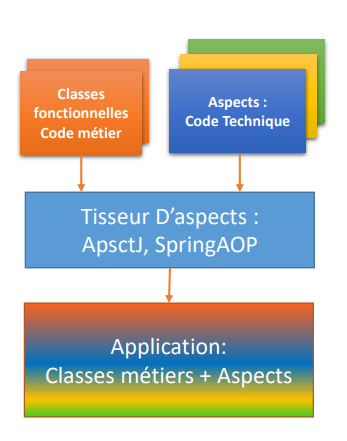 Classes
fonctionnelles
Code métier
Aspects :
Code Technique
Tisseur D'aspects :
ApsctJ, SpringAOP
Application:
Classes métiers + Aspects